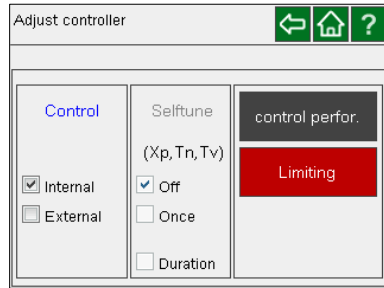 Adjust controller
?
Control
Internal
External
Selftune
(Xp,Tn,Tv)
Off
Once
Duration
control perfor.
Limiting